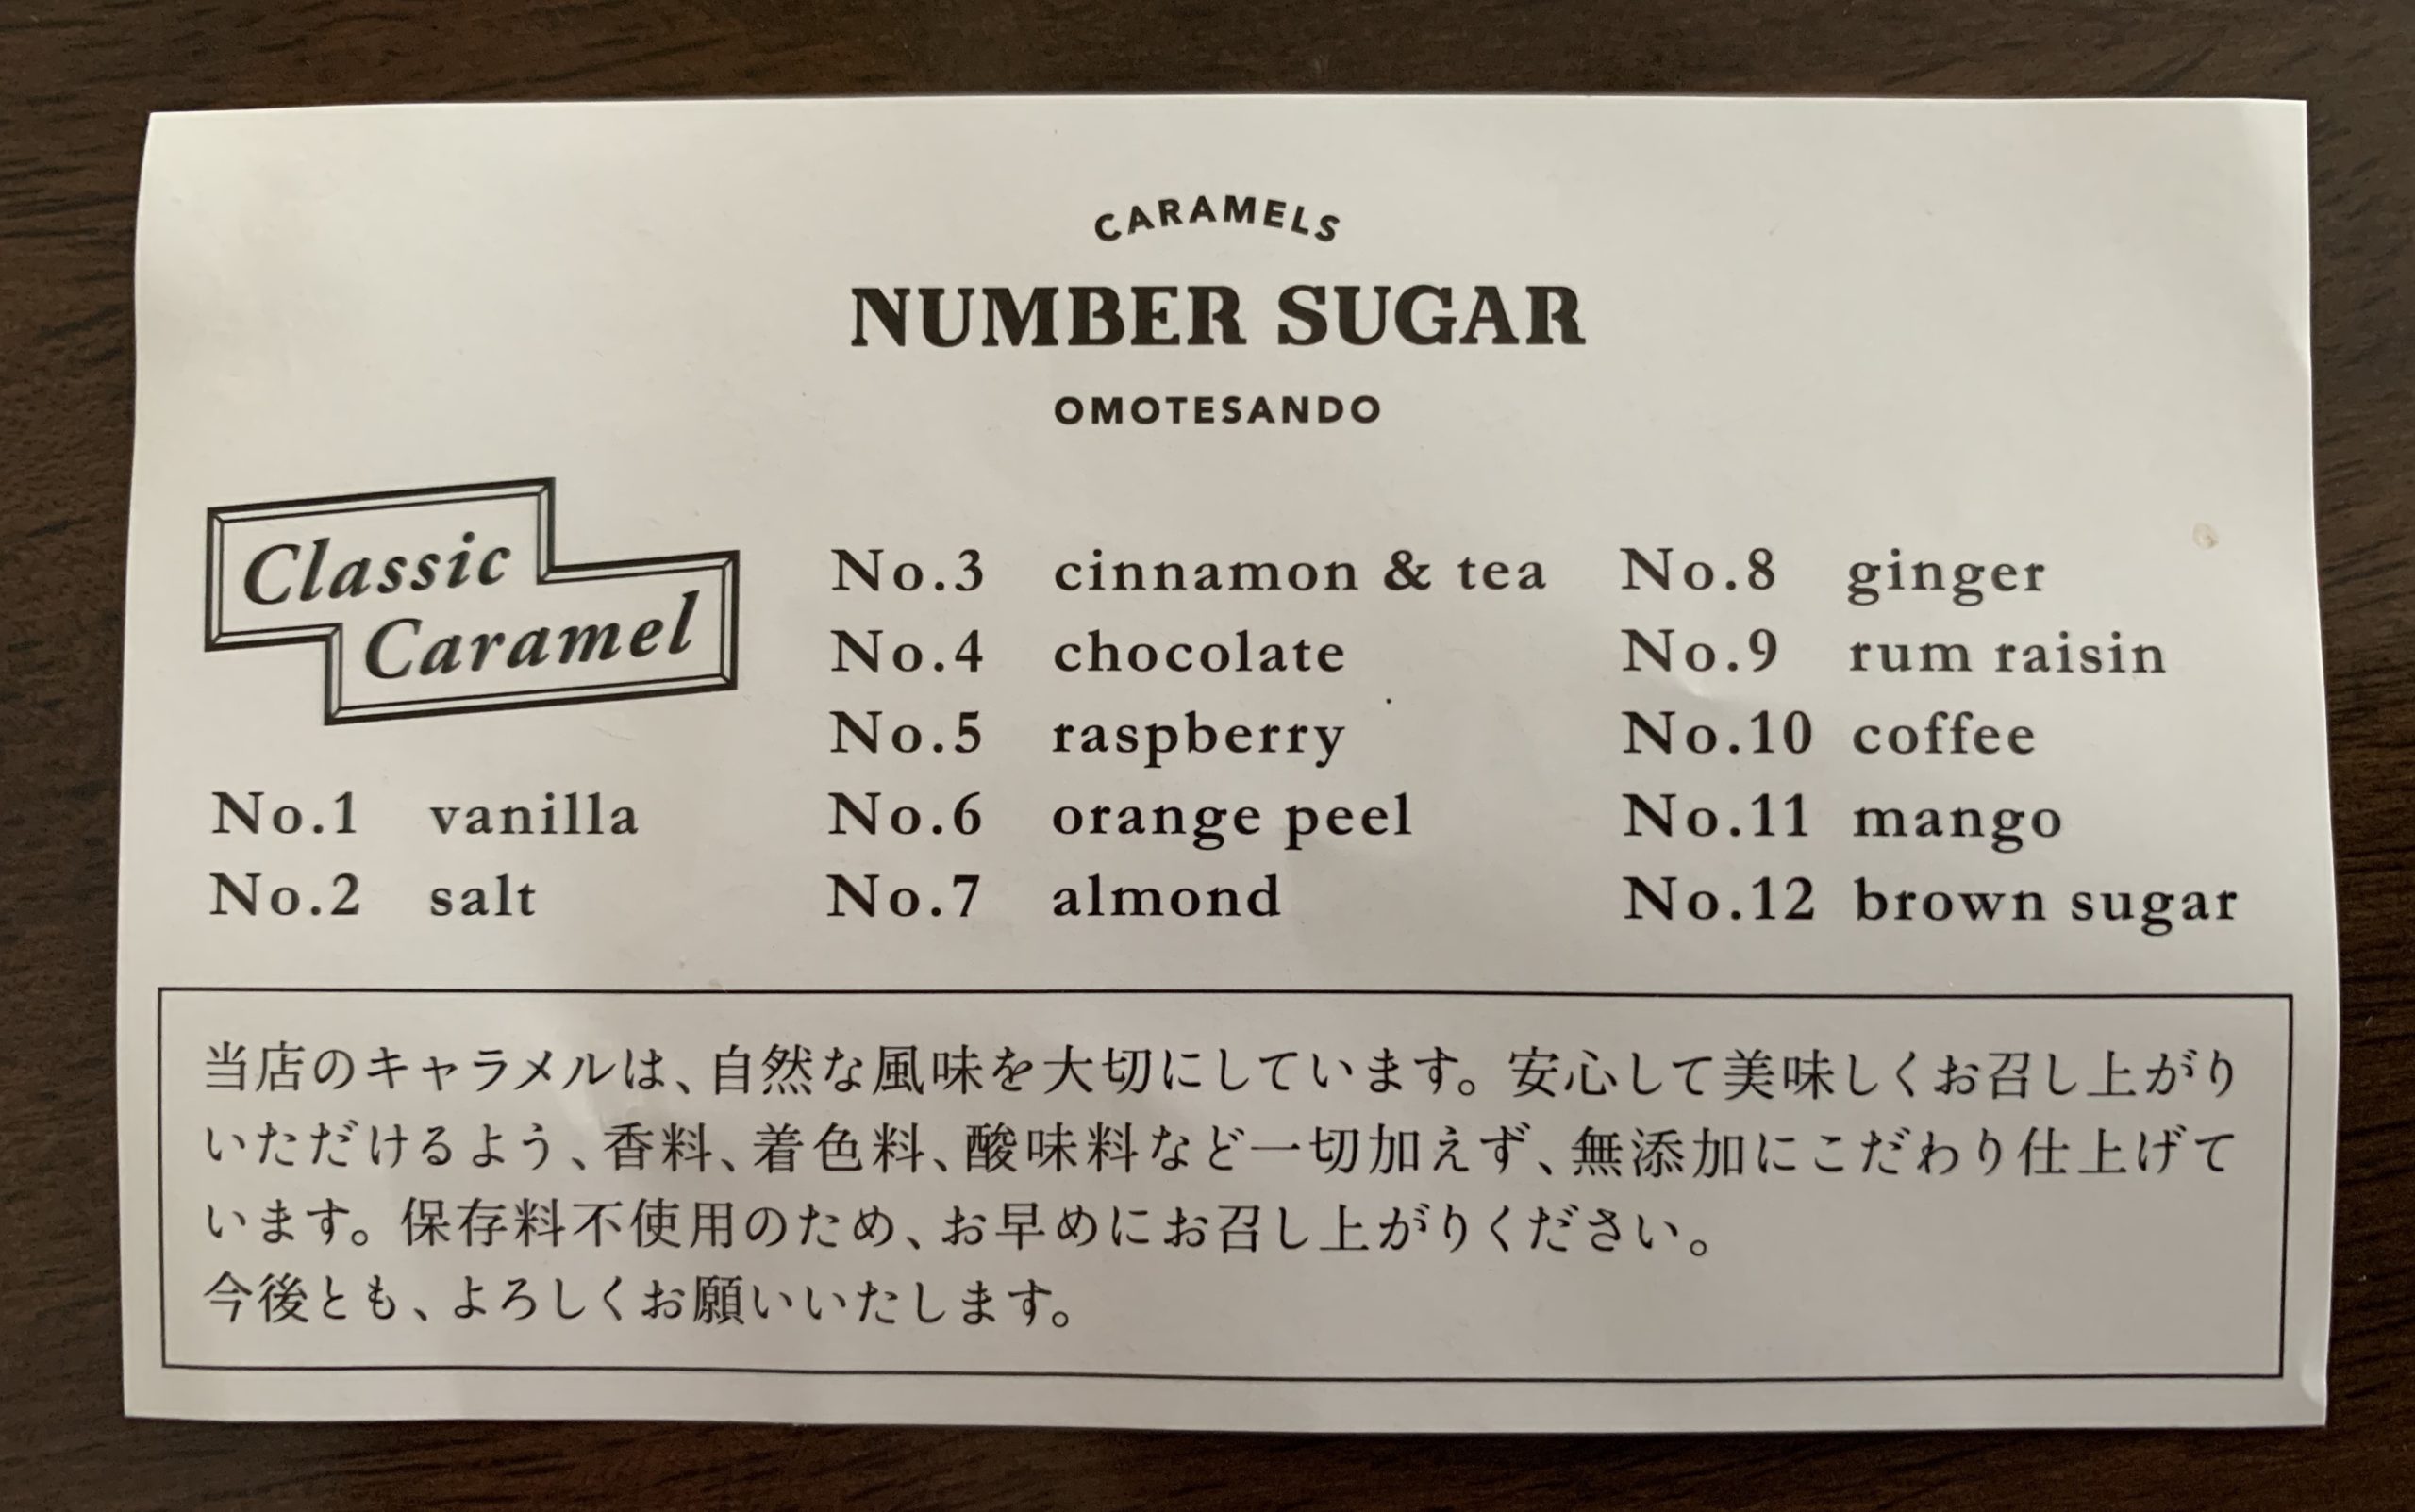 CARAMELS
NUMBER SUGAR
OMOTESANDO
Classic
Caramel
No.1 vanilla
No.2 salt
No.3 cinnamon & tea
No.4 chocolate
No.5 raspberry
No.6 orange peel
No.7 almond
No.8 ginger
No.9 rum raisin
No.10 coffee
No.11 mango
No.12 brown sugar
当店のキャラメルは、自然な風味を大切にしています。安心して美味しくお召し上がり
いただけるよう、香料、着色料、酸味料など一切加えず、無添加にこだわり仕上げて
います。保存料不使用のため、お早めにお召し上がりください。
今後とも、よろしくお願いいたします。